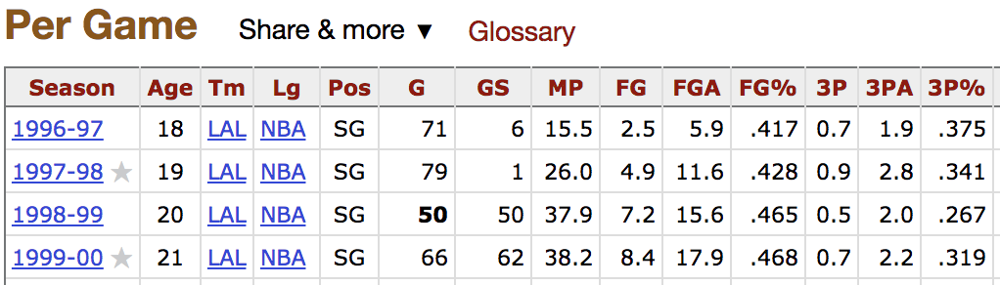 Per Game Share & more ▼ Glossary
Season Age Tm Lg Pos G GS MP FG FGA FG% 3P 3PA 3P%
1996-97 18 LAL NBA SG 71 6 15.5 2.5 5.9 .417 0.7 1.9 .375
1997-98 ★ 19 LAL NBA SG 79 1 26.0 4.9 11.6 .428 0.9 2.8 .341
1998-99 20 LAL NBA SG 50 50 37.9 7.2 15.6 .465 0.5 2.0 .267
1999-00 ★ 21 LAL NBA SG 66 62 38.2 8.4 17.9 .468 0.7 2.2 .319